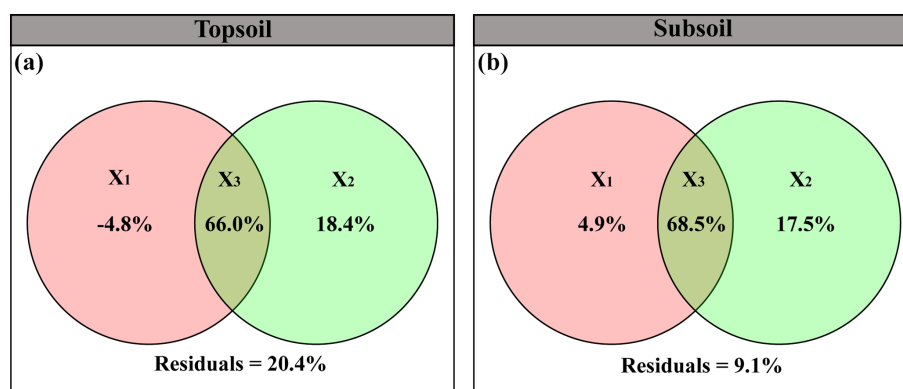 Topsoil
(a)
X₁
X₃
X₂
-4.8%
66.0%
18.4%
Residuals = 20.4%
Subsoil
(b)
X₁
X₃
X₂
4.9%
68.5%
17.5%
Residuals = 9.1%